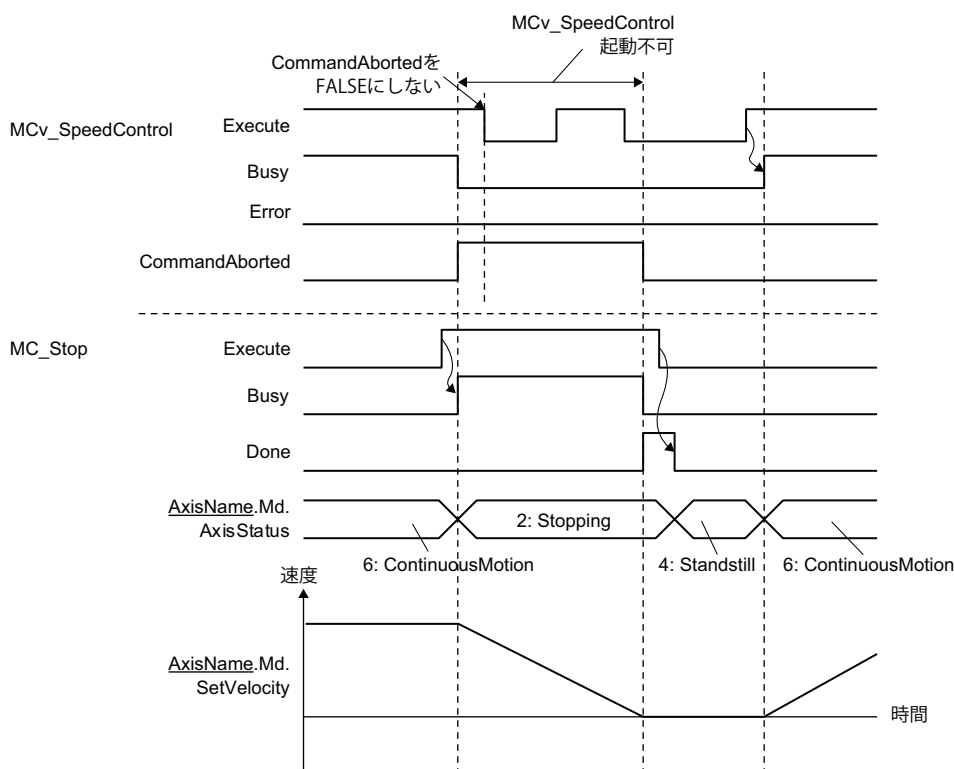 MCv_SpeedControl
起動不可
CommandAbortedを
FALSEにしない
MCv_SpeedControl
Execute
Busy
Error
CommandAborted
MC_Stop
Execute
Busy
Done
AxisName.Md.
AxisStatus
2: Stopping
6: ContinuousMotion
4: Standstill
6: ContinuousMotion
速度
AxisName.Md.
SetVelocity
時間